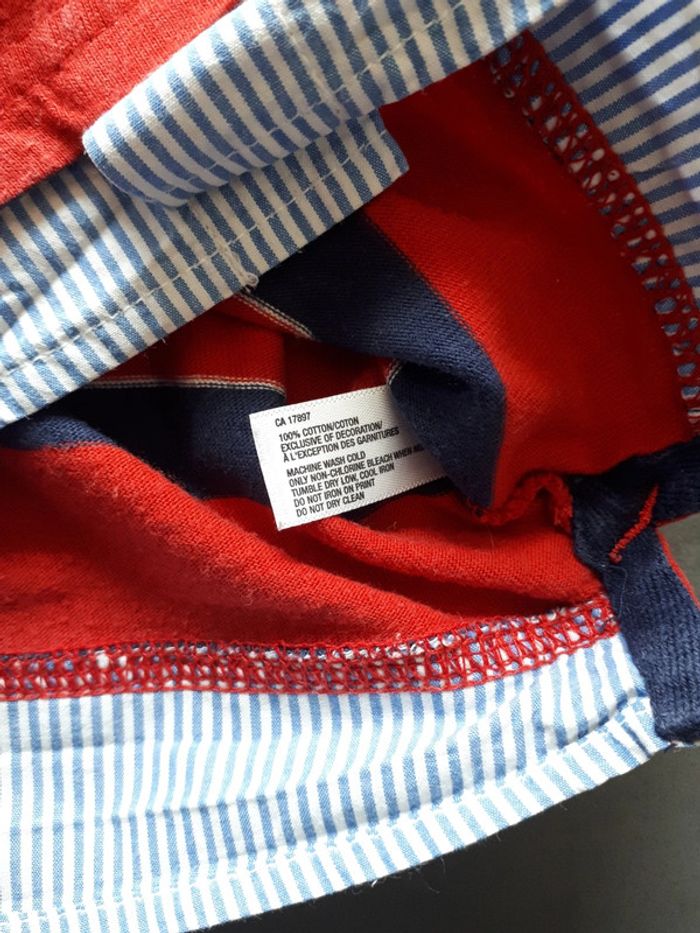 CA 17897
100% COTTON/COTON
EXCLUSIVE OF DECORATION/
À L'EXCEPTION DES GARNITURES
MACHINE WASH COLD
ONLY NON-CHLORINE BLEACH WHEN
TUMBLE DRY LOW, COOL IRON
DO NOT IRON ON PRINT
DO NOT DRY CLEAN